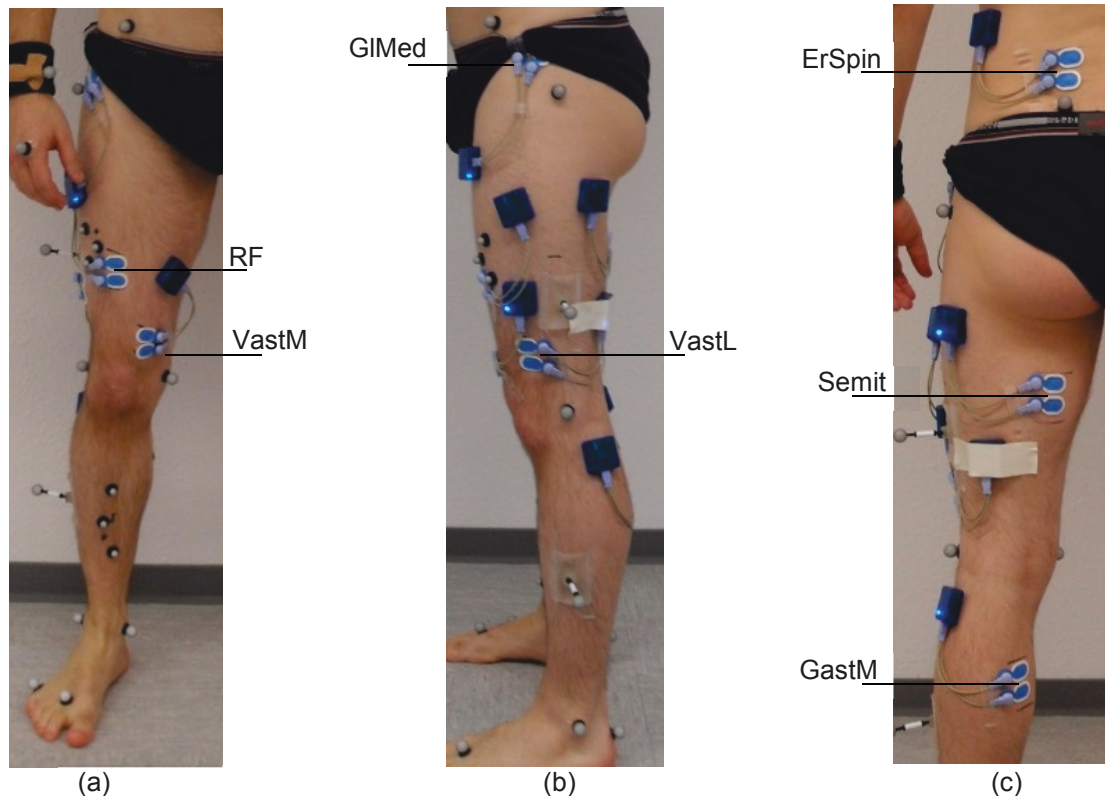 GlMed
ErSpin
RF
VastM
VastL
Semit
GastM
(a)
(b)
(c)